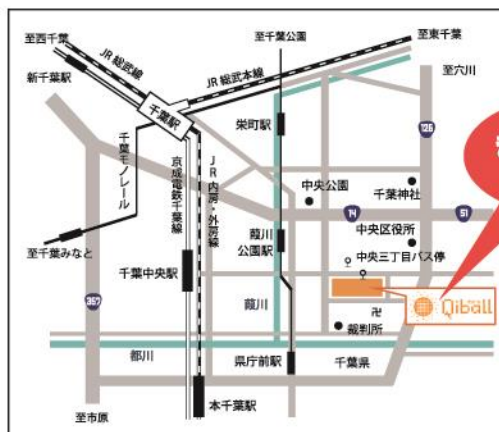 至西千葉
JR 総武線
至千葉公園
至東千葉
JR 総武本線
新千葉駅
至穴川
千葉駅
栄町駅
126
千葉モノレール
京成電鉄千葉線
JR内房・外房線
中央公園
千葉神社
14
51
中央区役所
葭川
公園駅
中央三丁目バス停
至千葉みなと
千葉中央駅
葭川
Qiball
357
卍
裁判所
都川
県庁前駅
千葉県
本千葉駅
至市原